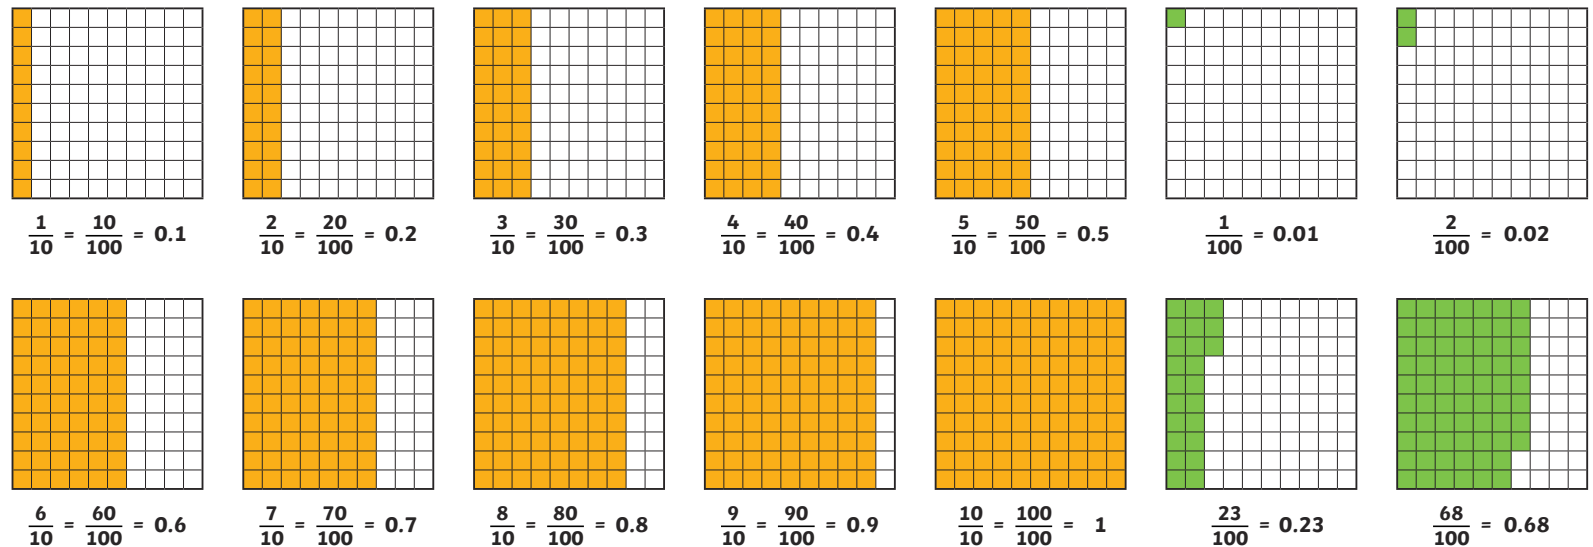 1/10 = 10/100 = 0.1
2/10 = 20/100 = 0.2
3/10 = 30/100 = 0.3
4/10 = 40/100 = 0.4
5/10 = 50/100 = 0.5
1/100 = 0.01
2/100 = 0.02
6/10 = 60/100 = 0.6
7/10 = 70/100 = 0.7
8/10 = 80/100 = 0.8
9/10 = 90/100 = 0.9
10/10 = 100/100 = 1
23/100 = 0.23
68/100 = 0.68